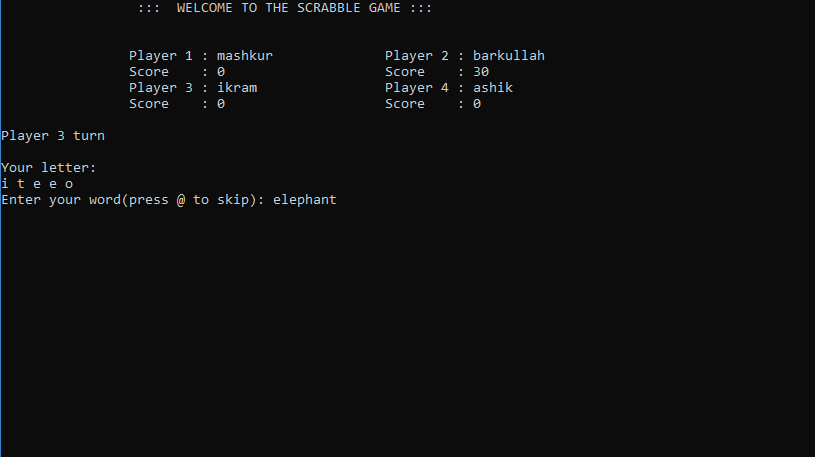 :::  WELCOME TO THE SCRABBLE GAME :::
Player 1 : mashkur              Player 2 : barkullah
Score    : 0                    Score    : 30
Player 3 : ikram                Player 4 : ashik
Score    : 0                    Score    : 0
Player 3 turn
Your letter:
i t e e o
Enter your word(press @ to skip): elephant